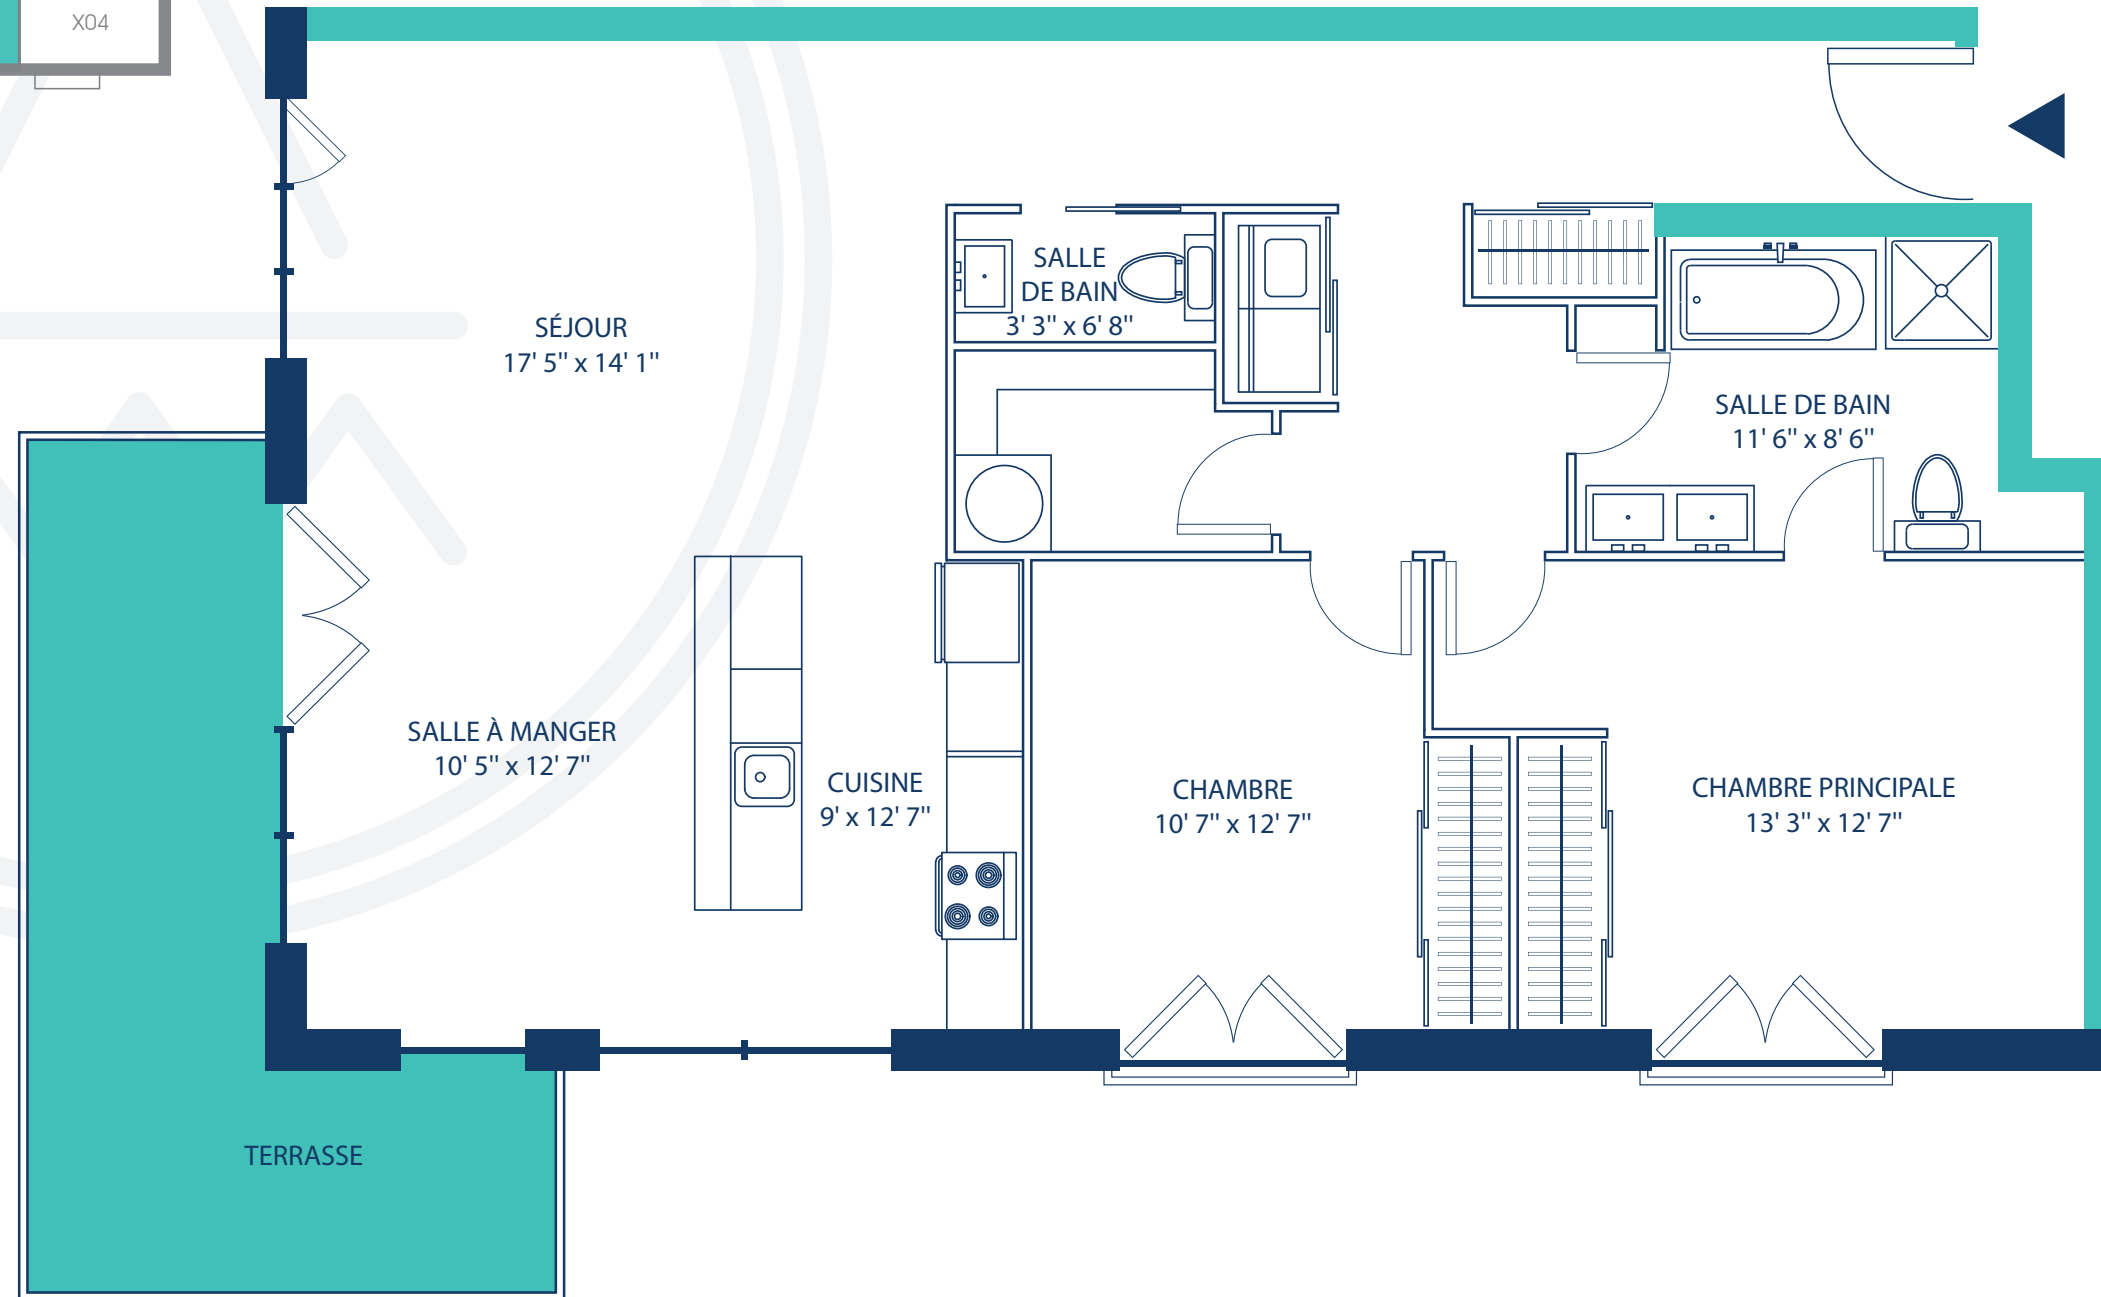 X04
SALLE
DE BAIN
3' 3" x 6' 8"
SÉJOUR
17' 5" x 14' 1"
SALLE DE BAIN
11' 6" x 8' 6"
SALLE À MANGER
10' 5" x 12' 7"
CUISINE
9' x 12' 7"
CHAMBRE
10' 7" x 12' 7"
CHAMBRE PRINCIPALE
13' 3" x 12' 7"
TERRASSE